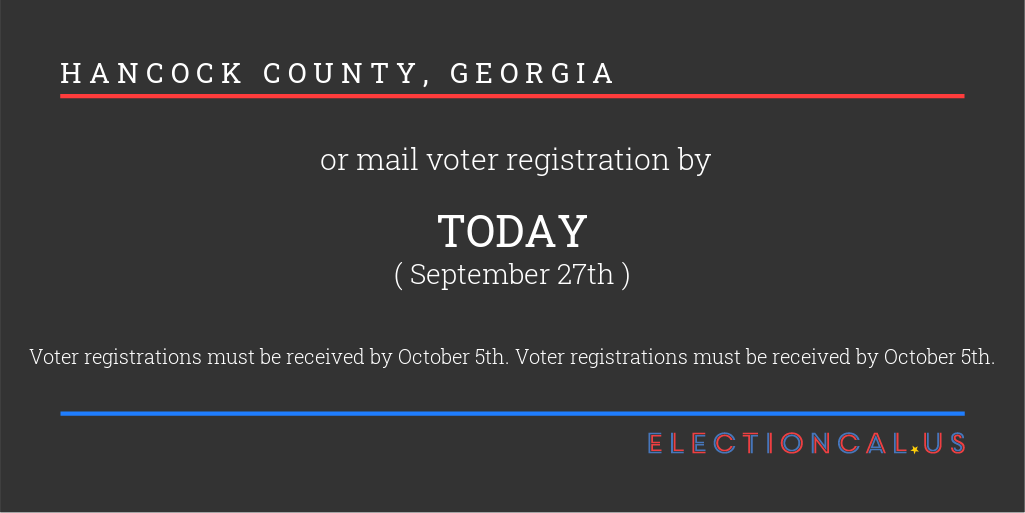 HANCOCK COUNTY, GEORGIA
or mail voter registration by
TODAY
( September 27th )
Voter registrations must be received by October 5th. Voter registrations must be received by October 5th.
ELECTIONCAL.US